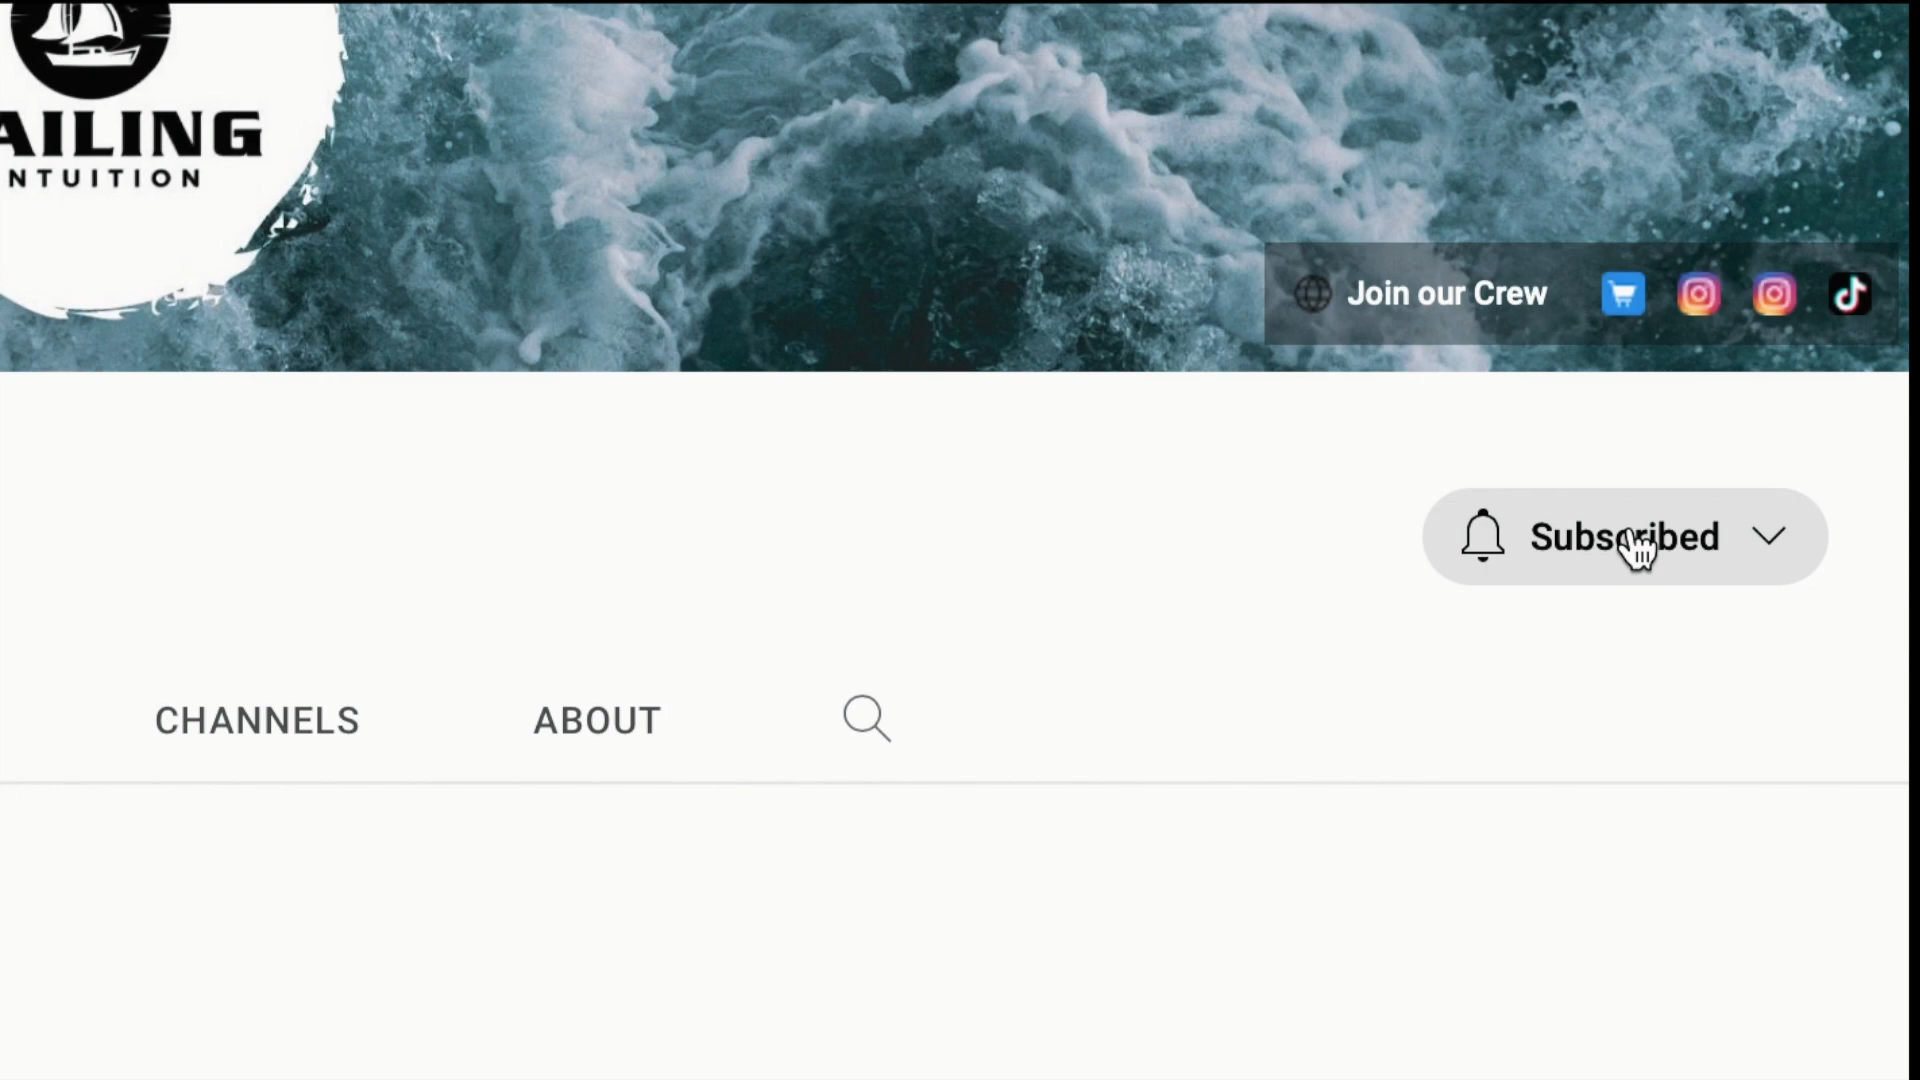 AILING
NTUITION
Join our Crew
Subscribed
CHANNELS
ABOUT